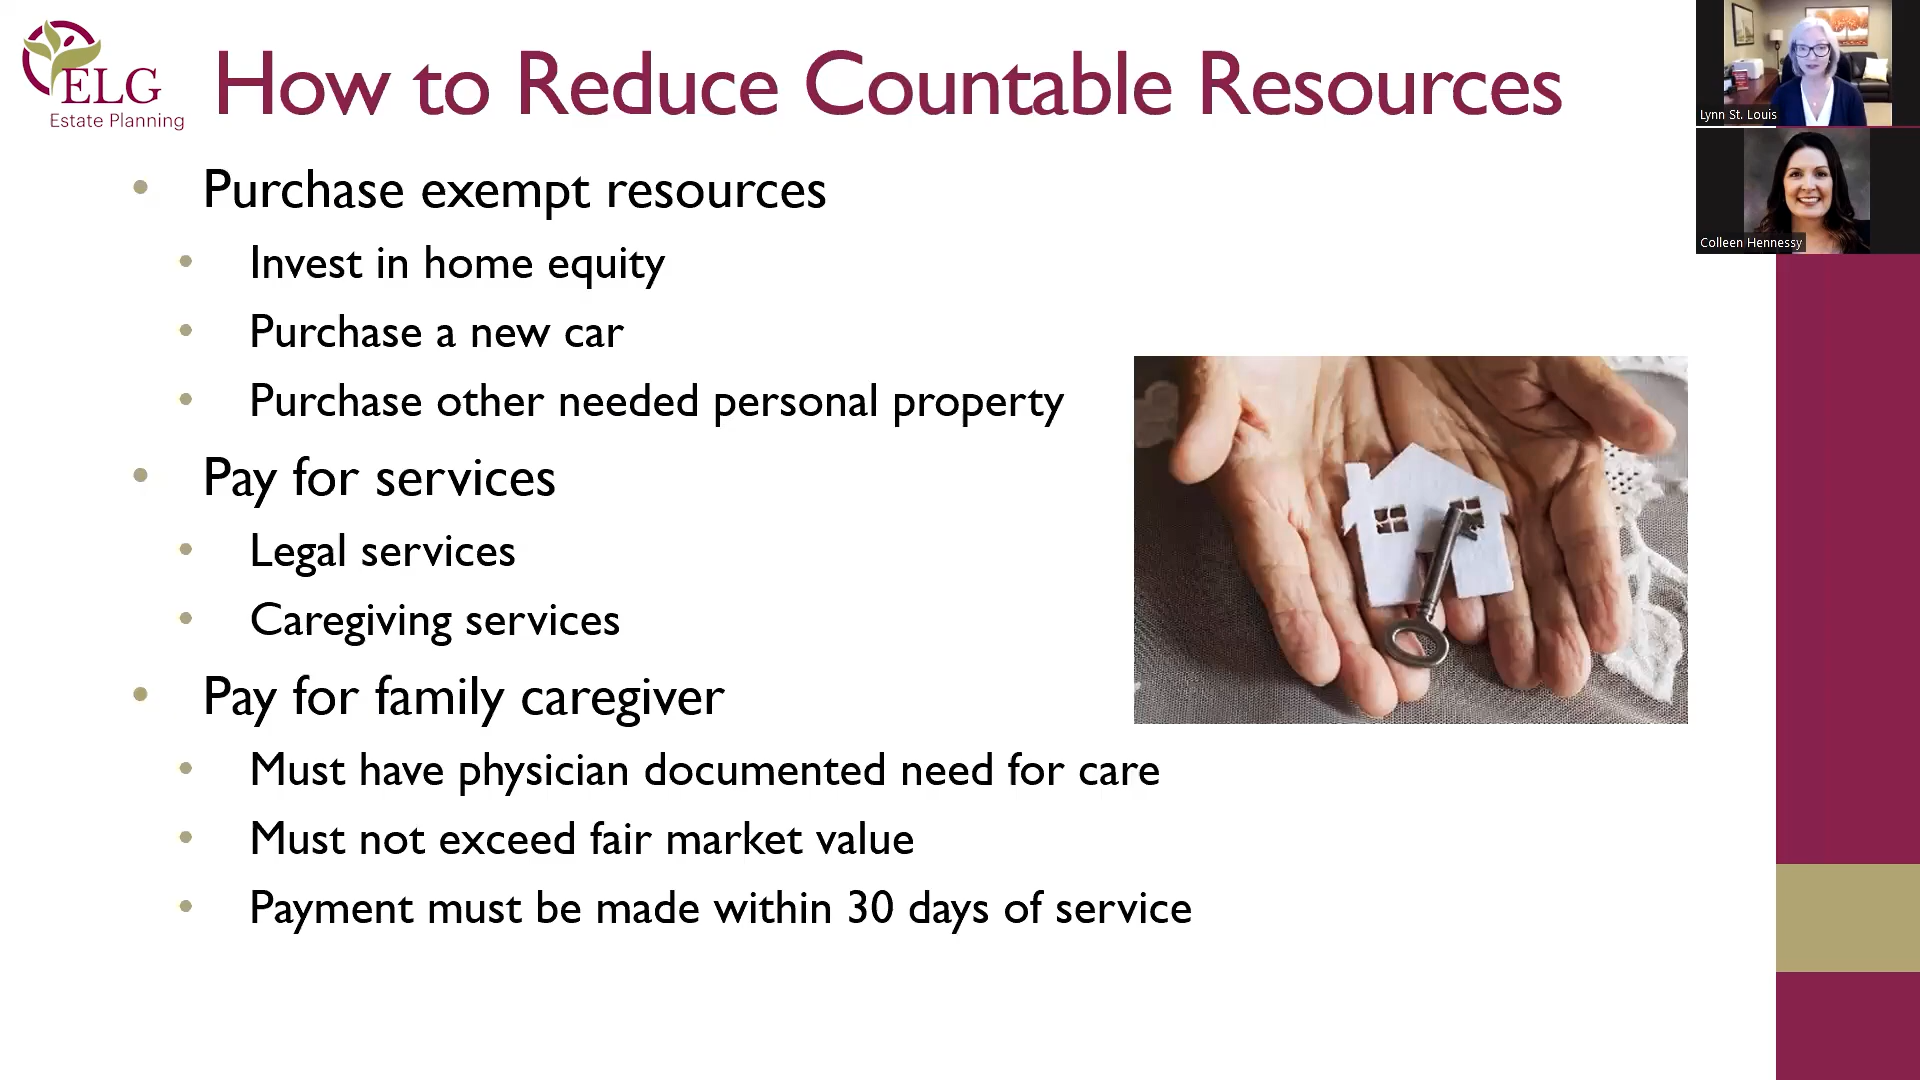 ELG
Estate Planning
How to Reduce Countable Resources
• Purchase exempt resources
• Invest in home equity
• Purchase a new car
• Purchase other needed personal property
• Pay for services
• Legal services
• Caregiving services
• Pay for family caregiver
• Must have physician documented need for care
• Must not exceed fair market value
• Payment must be made within 30 days of service
Lynn St. Louis
Colleen Hennessy